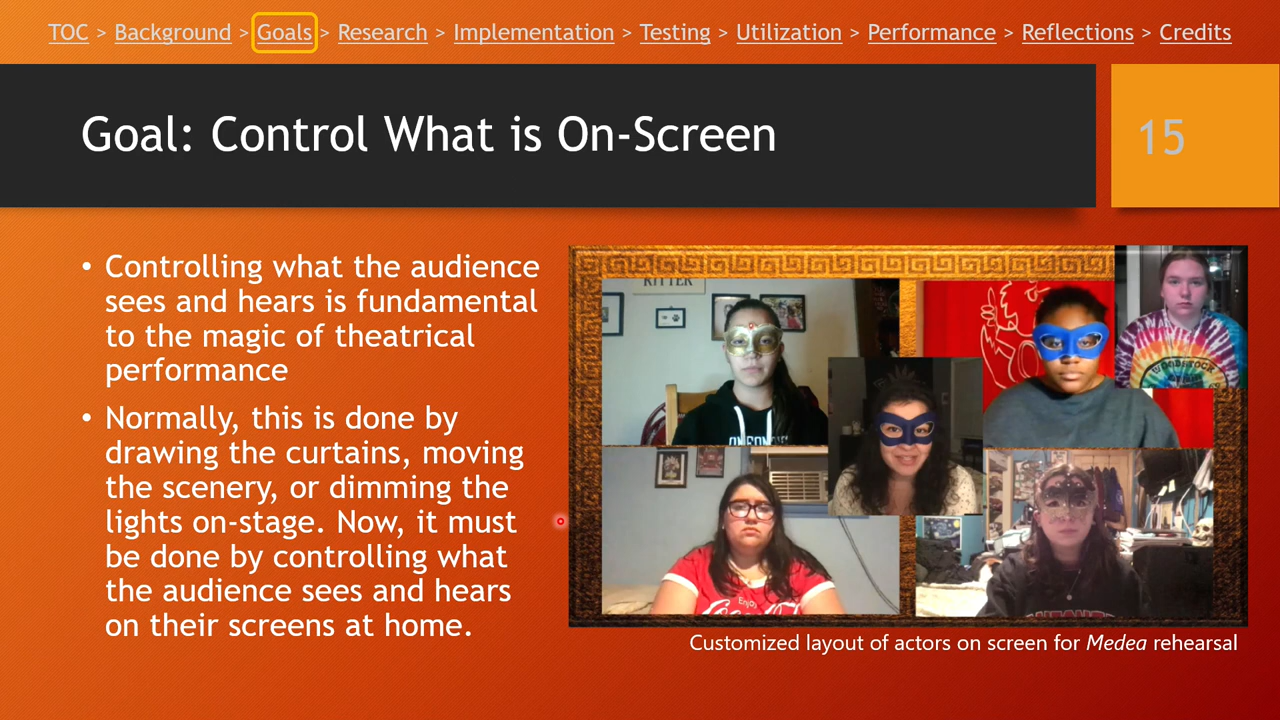 TOC > Background > Goals > Research > Implementation > Testing > Utilization > Performance > Reflections > Credits
Goal: Control What is On-Screen
15
• Controlling what the audience
sees and hears is fundamental
to the magic of theatrical
performance
• Normally, this is done by
drawing the curtains, moving
the scenery, or dimming the
lights on-stage. Now, it must
be done by controlling what
the audience sees and hears
on their screens at home.
RITTER
WOODSTOCK
Enjoy
Customized layout of actors on screen for Medea rehearsal